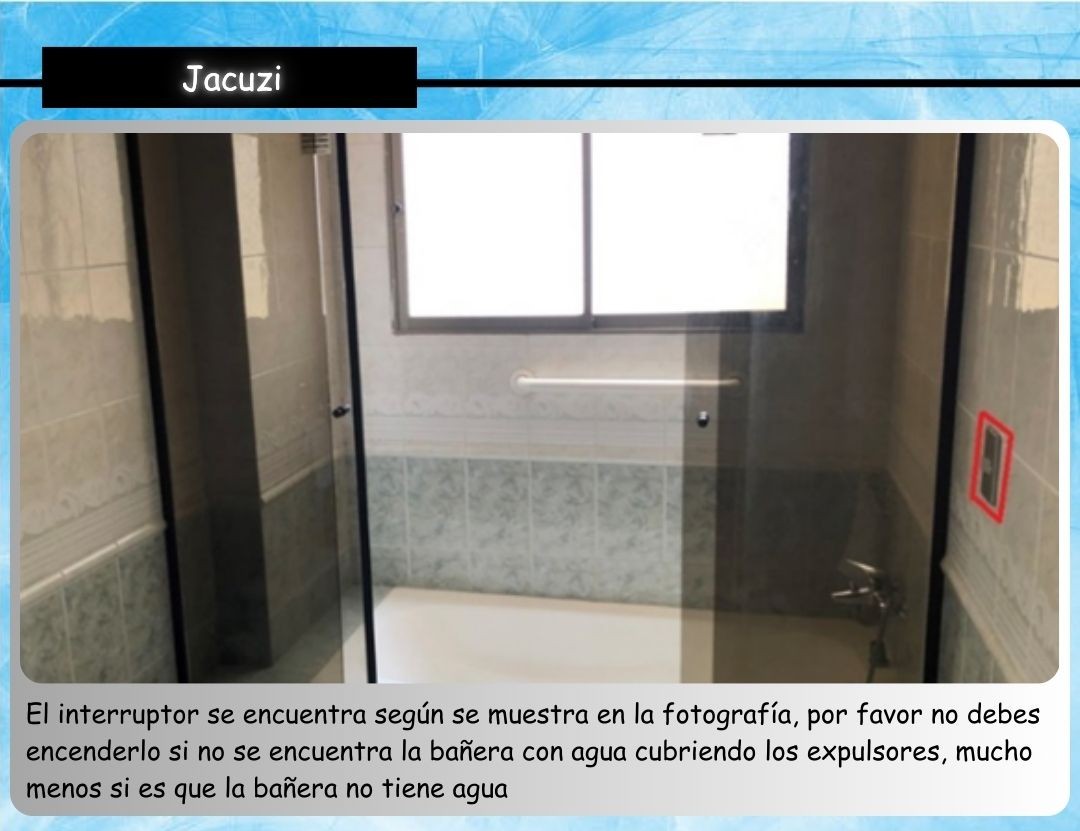 Jacuzi
El interruptor se encuentra según se muestra en la fotografía, por favor no debes
encenderlo si no se encuentra la bañera con agua cubriendo los expulsores, mucho
menos si es que la bañera no tiene agua